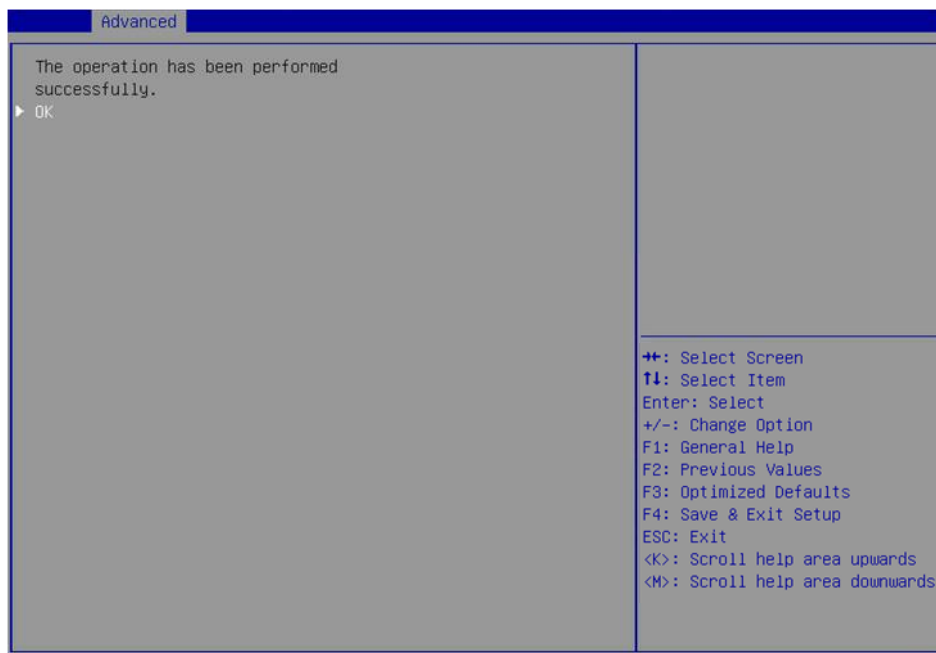 Advanced
The operation has been performed
successfully.
OK
→←: Select Screen
↑↓: Select Item
Enter: Select
+/-: Change Option
F1: General Help
F2: Previous Values
F3: Optimized Defaults
F4: Save & Exit Setup
ESC: Exit
<K>: Scroll help area upwards
<M>: Scroll help area downwards